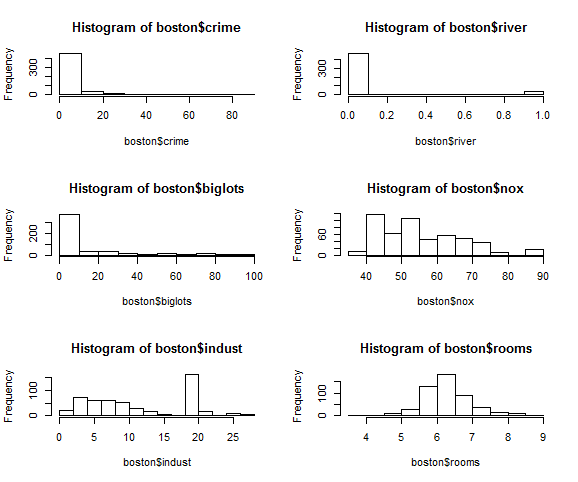 Histogram of boston$crime
Frequency
0 300
0 20 40 60 80
boston$crime
Histogram of boston$river
Frequency
0 300
0.0 0.2 0.4 0.6 0.8 1.0
boston$river
Histogram of boston$biglots
Frequency
0 200
0 20 40 60 80 100
boston$biglots
Histogram of boston$nox
Frequency
0 60
40 50 60 70 80 90
boston$nox
Histogram of boston$indust
Frequency
0 100
0 5 10 15 20 25
boston$indust
Histogram of boston$rooms
Frequency
0 100
4 5 6 7 8 9
boston$rooms